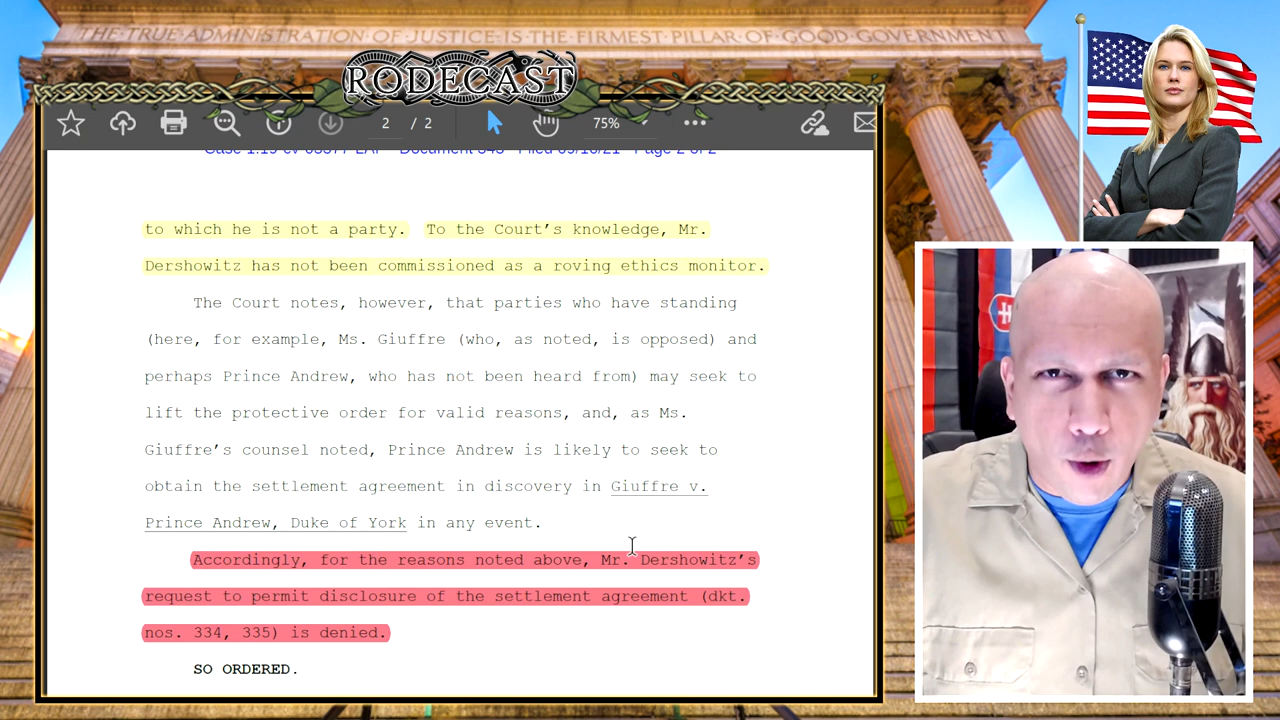 THE TRUE ADMINISTRATION OF JUSTICE IS THE FIRMEST PILLAR OF GOOD GOVERNMENT
RODECAST
2 / 2
75%
Page 2 of 2
to which he is not a party. To the Court’s knowledge, Mr.
Dershowitz has not been commissioned as a roving ethics monitor.
The Court notes, however, that parties who have standing
(here, for example, Ms. Giuffre (who, as noted, is opposed) and
perhaps Prince Andrew, who has not been heard from) may seek to
lift the protective order for valid reasons, and, as Ms.
Giuffre’s counsel noted, Prince Andrew is likely to seek to
obtain the settlement agreement in discovery in Giuffre v.
Prince Andrew, Duke of York in any event.
Accordingly, for the reasons noted above, Mr. Dershowitz’s
request to permit disclosure of the settlement agreement (dkt.
nos. 334, 335) is denied.
SO ORDERED.